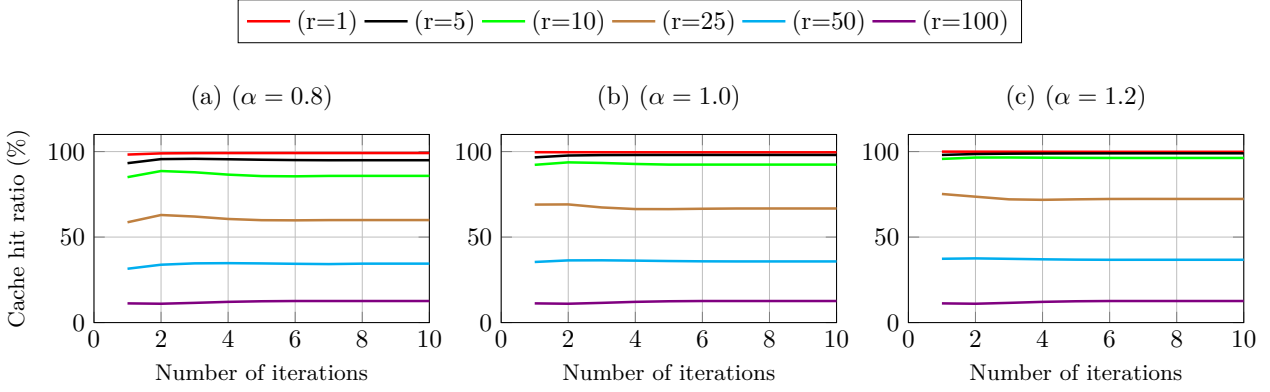 (r=1) (r=5) (r=10) (r=25) (r=50) (r=100)
(a) (α = 0.8)
(b) (α = 1.0)
(c) (α = 1.2)
Cache hit ratio (%)
100
50
0
0 2 4 6 8 10
Number of iterations
100
50
0
0 2 4 6 8 10
Number of iterations
100
50
0
0 2 4 6 8 10
Number of iterations